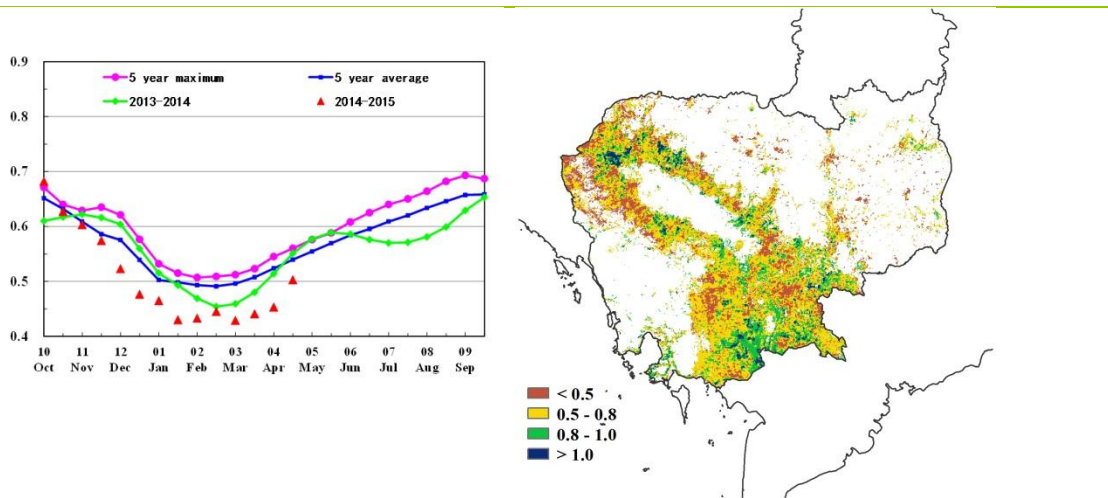 0.9
5 year maximum
5 year average
2013-2014
2014-2015
0.8
0.7
0.6
0.5
0.4
10 11 12 01 02 03 04 05 06 07 08 09
Oct Nov Dec Jan Feb Mar Apr May Jun Jul Aug Sep
< 0.5
0.5 - 0.8
0.8 - 1.0
> 1.0